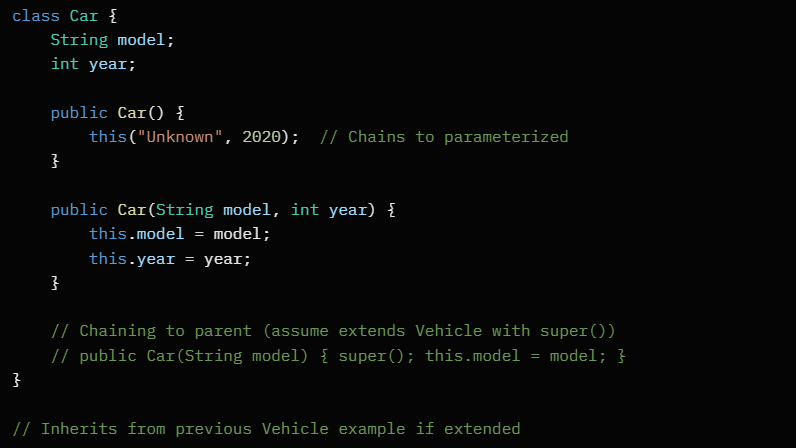 class Car {
    String model;
    int year;

    public Car() {
        this("Unknown", 2020);  // Chains to parameterized
    }

    public Car(String model, int year) {
        this.model = model;
        this.year = year;
    }

    // Chaining to parent (assume extends Vehicle with super())
    // public Car(String model) { super(); this.model = model; }
}

// Inherits from previous Vehicle example if extended